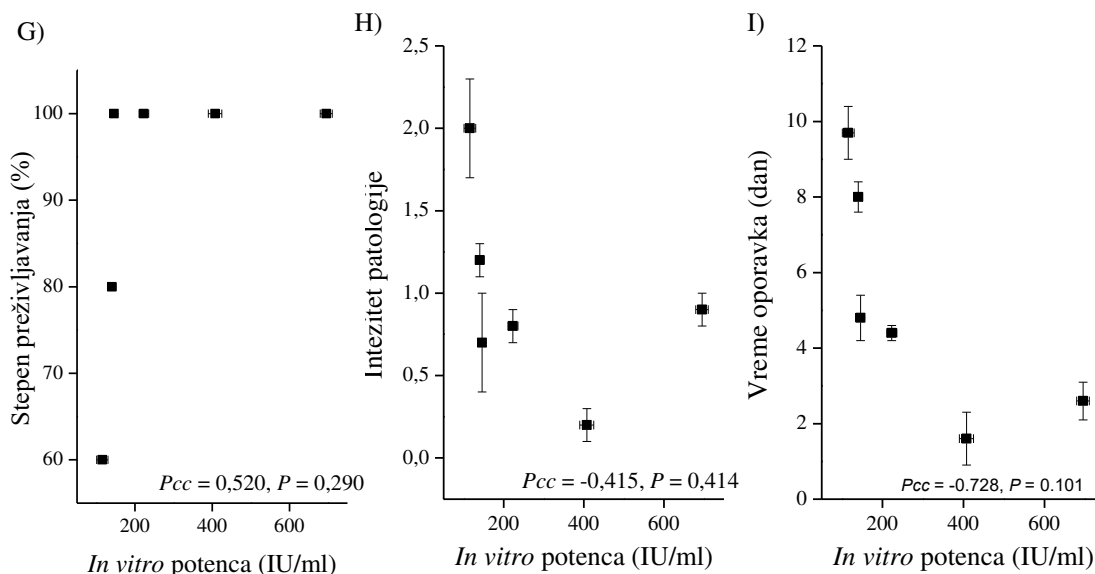 G)
Stepen preživljavanja (%)
100
90
80
70
60
Pcc = 0,520, P = 0,290
200 400 600
In vitro potenca (IU/ml)
H)
Intezitet patologije
2,5
2,0
1,5
1,0
0,5
0,0
Pcc = -0,415, P = 0,414
200 400 600
In vitro potenca (IU/ml)
I)
Vreme oporavka (dan)
12
10
8
6
4
2
0
Pcc = -0.728, P = 0.101
200 400 600
In vitro potenca (IU/ml)